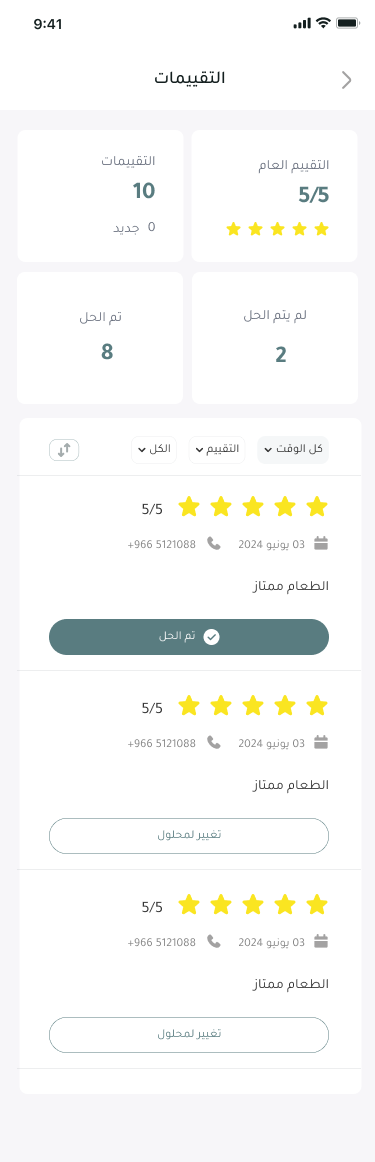 9:41
التقييمات
التقييم العام
5/5
التقييمات
10
0 جديد
لم يتم الحل
2
تم الحل
8
كل الوقت
التقييم
الكل
5/5
03 يونيو 2024
+966 5121088
الطعام ممتاز
تم الحل
5/5
03 يونيو 2024
+966 5121088
الطعام ممتاز
تغيير لمحلول
5/5
03 يونيو 2024
+966 5121088
الطعام ممتاز
تغيير لمحلول